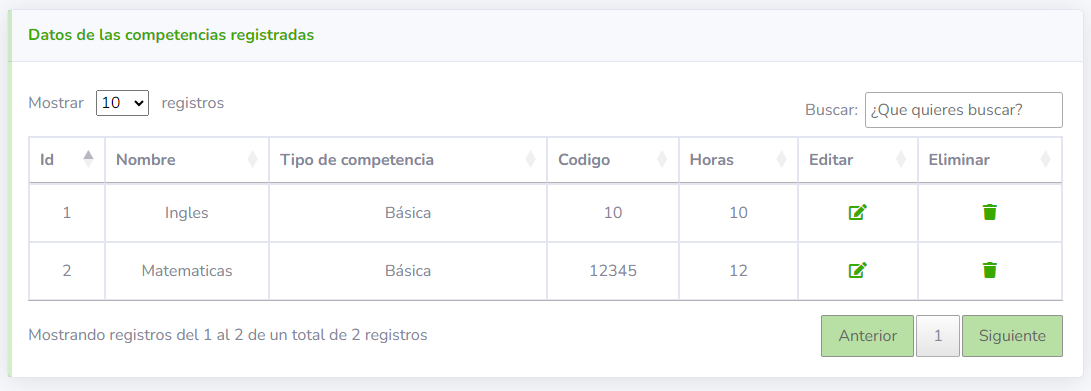 Datos de las competencias registradas
Mostrar 10 registros
Buscar: ¿Que quieres buscar?
Id Nombre Tipo de competencia Codigo Horas Editar Eliminar
1 Ingles Básica 10 10
2 Matematicas Básica 12345 12
Mostrando registros del 1 al 2 de un total de 2 registros
Anterior 1 Siguiente